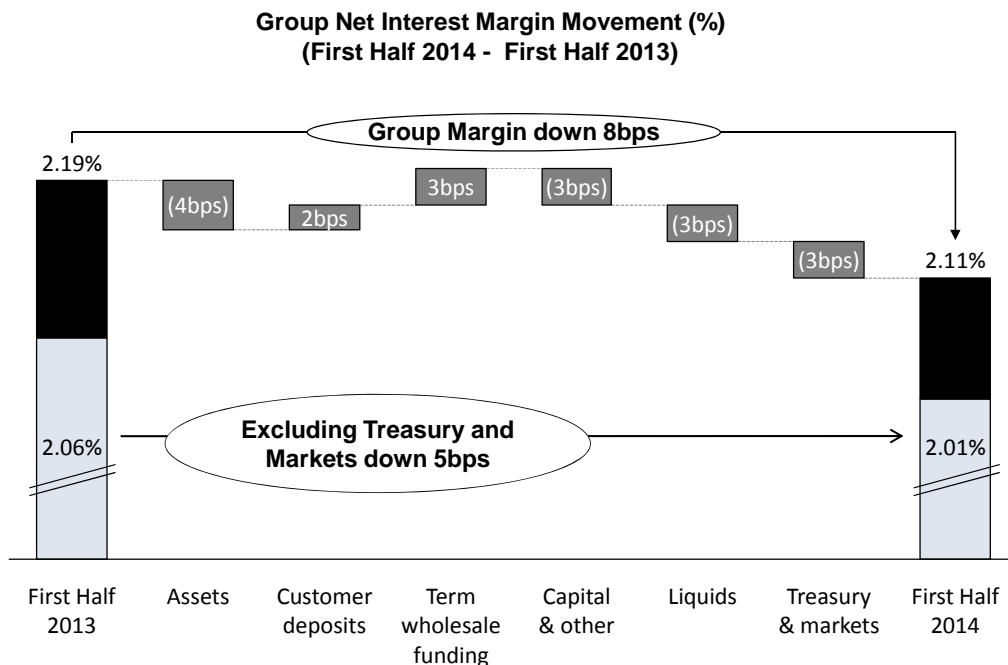 Group Net Interest Margin Movement (%)
(First Half 2014 - First Half 2013)
Group Margin down 8bps
2.19%
(4bps)
2bps
3bps
(3bps)
(3bps)
(3bps)
2.11%
2.06%
Excluding Treasury and
Markets down 5bps
2.01%
First Half
2013
Assets
Customer
deposits
Term
wholesale
funding
Capital
& other
Liquids
Treasury
& markets
First Half
2014